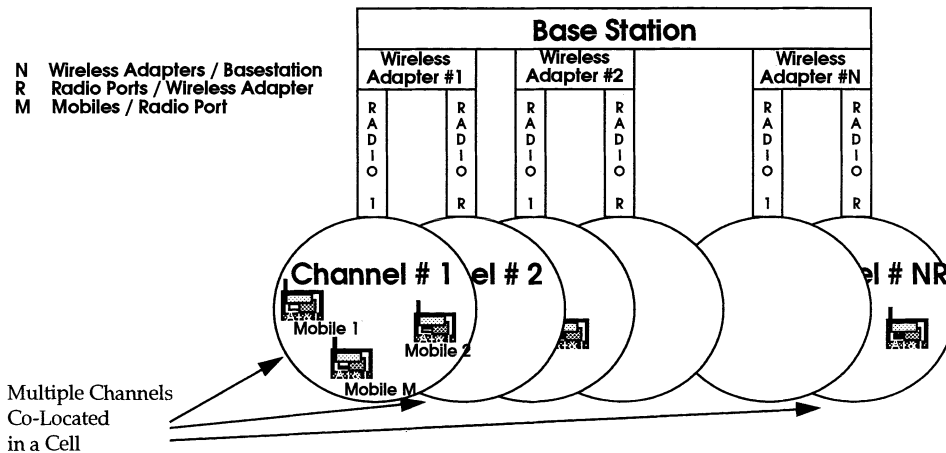 Base Station
Wireless
Adapter #1
Wireless
Adapter #2
Wireless
Adapter #N
N Wireless Adapters / Basestation
R Radio Ports / Wireless Adapter
M Mobiles / Radio Port
RADIO 1
RADIO R
RADIO 1
RADIO R
RADIO 1
RADIO R
Channel # 1
el # 2
el # NR
Mobile 1
Mobile 2
Mobile M
Multiple Channels
Co-Located
in a Cell